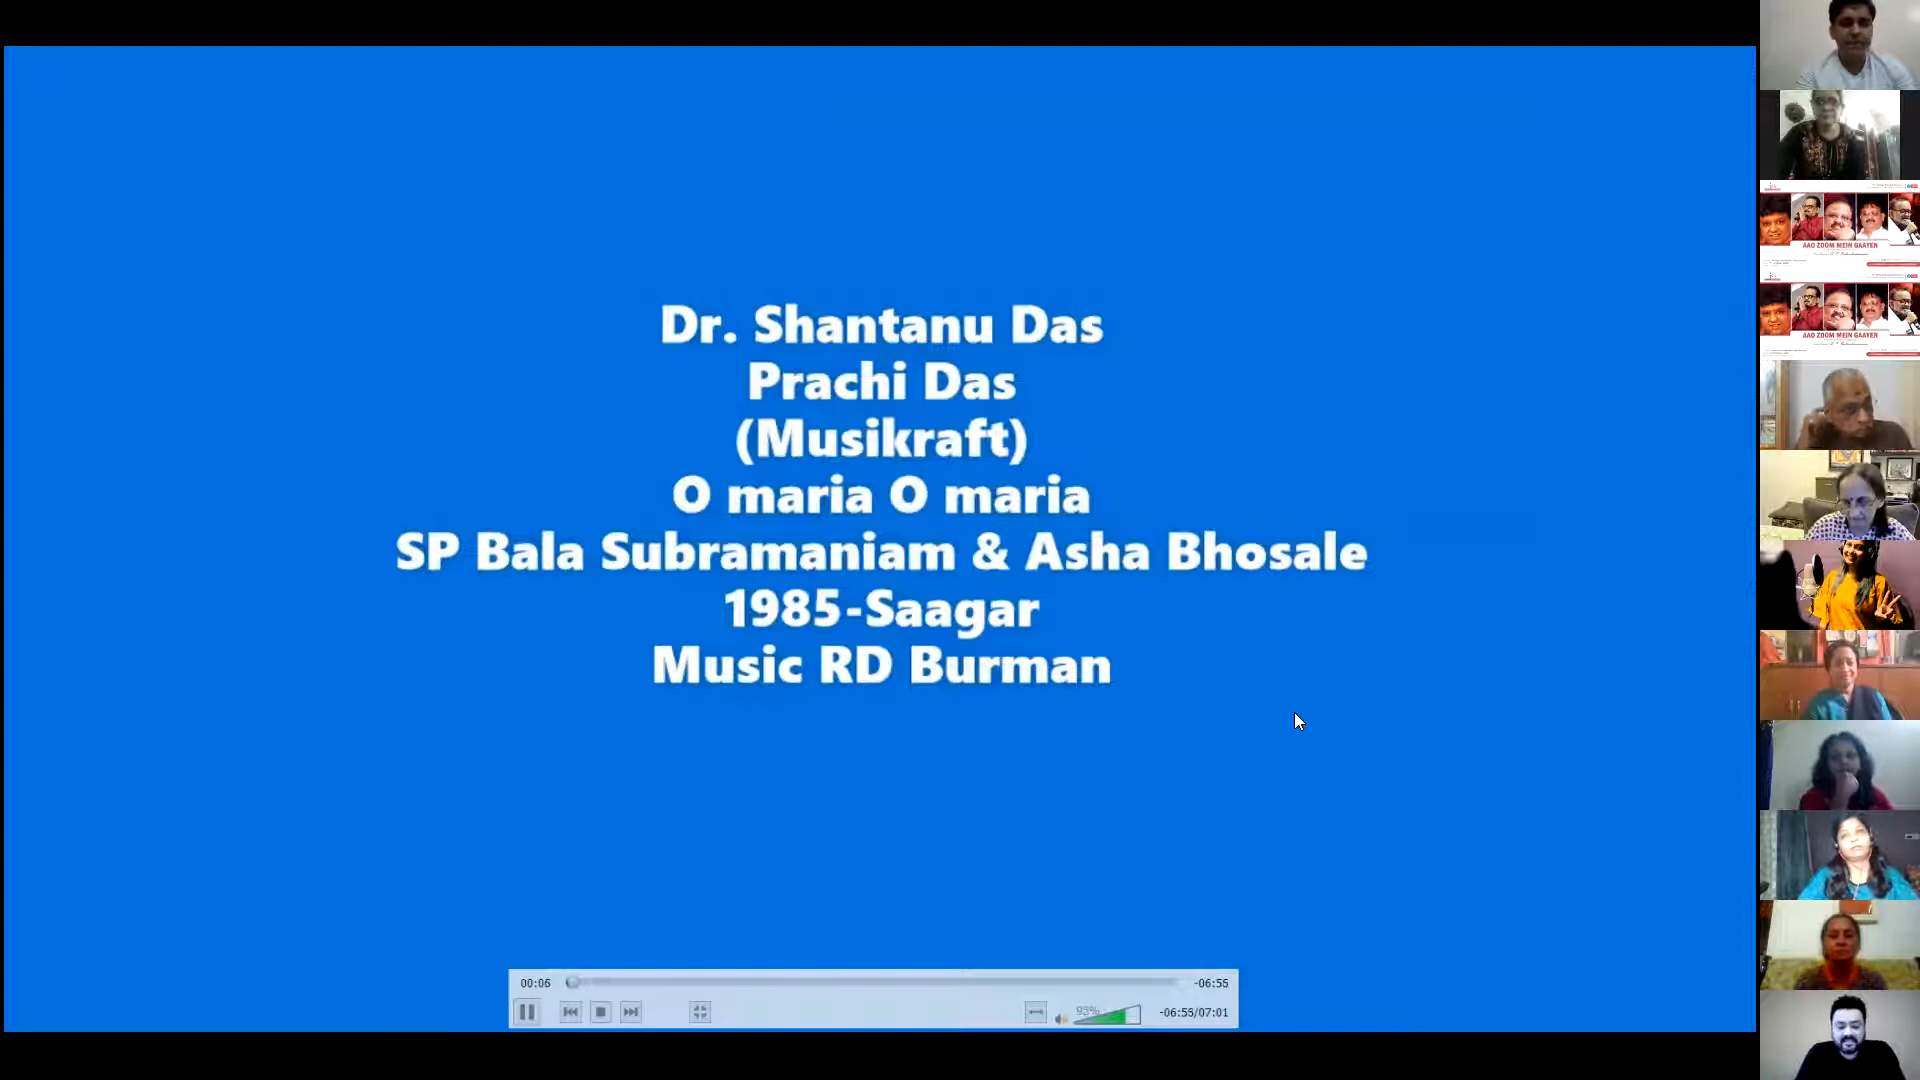 Dr. Shantanu Das
Prachi Das
(Musikraft)
O maria O maria
SP Bala Subramaniam & Asha Bhosale
1985-Saagar
Music RD Burman
00:06
-06:55
93%
-06:55/07:01
AAO ZOOM MEIN GAAYEN
AAO ZOOM MEIN GAAYEN